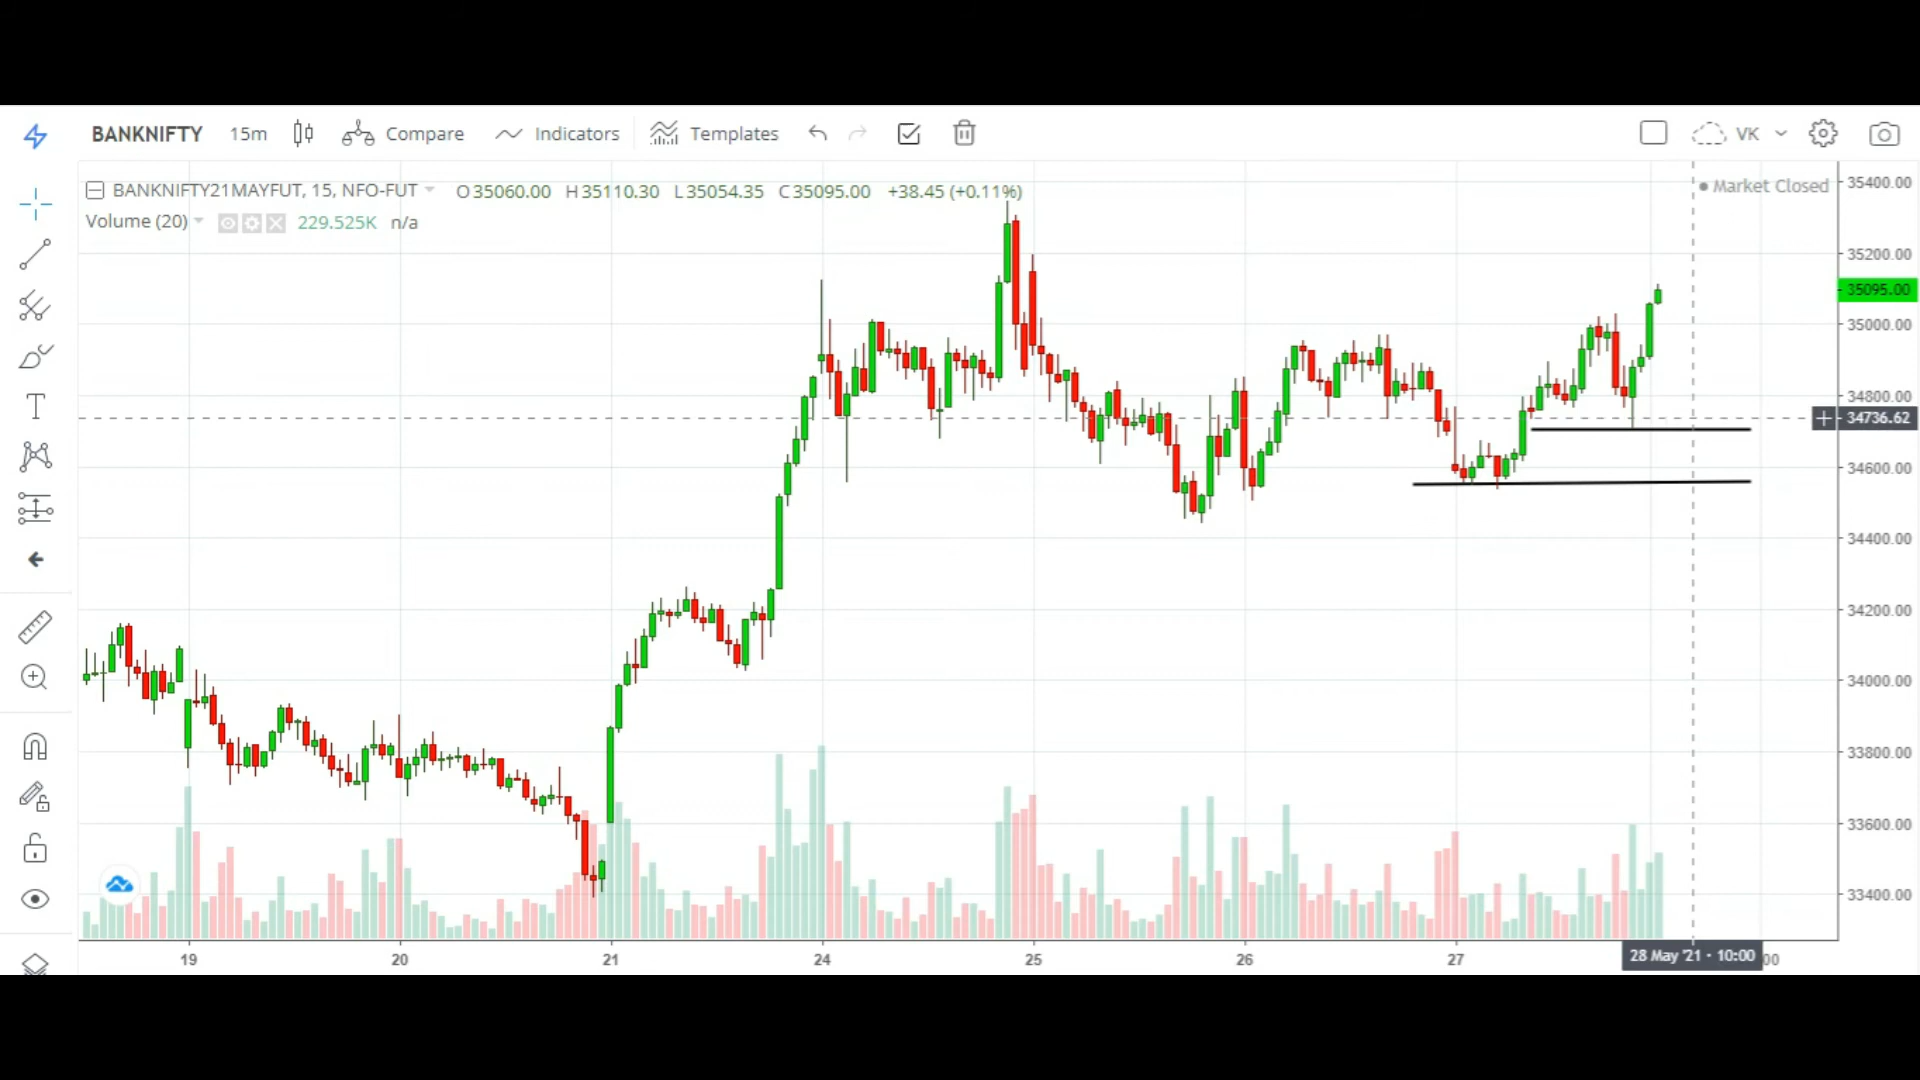 BANKNIFTY 15m Compare Indicators Templates VK
BANKNIFTY21MAYFUT, 15, NFO-FUT O35060.00 H35110.30 L35054.35 C35095.00 +38.45 (+0.11%)
Market Closed
Volume (20) 229.525K n/a
35400.00
35200.00
35095.00
35000.00
34800.00
34736.62
34600.00
34400.00
34200.00
34000.00
33800.00
33600.00
33400.00
19 20 21 24 25 26 27 28 May '21 · 10:00 00
T